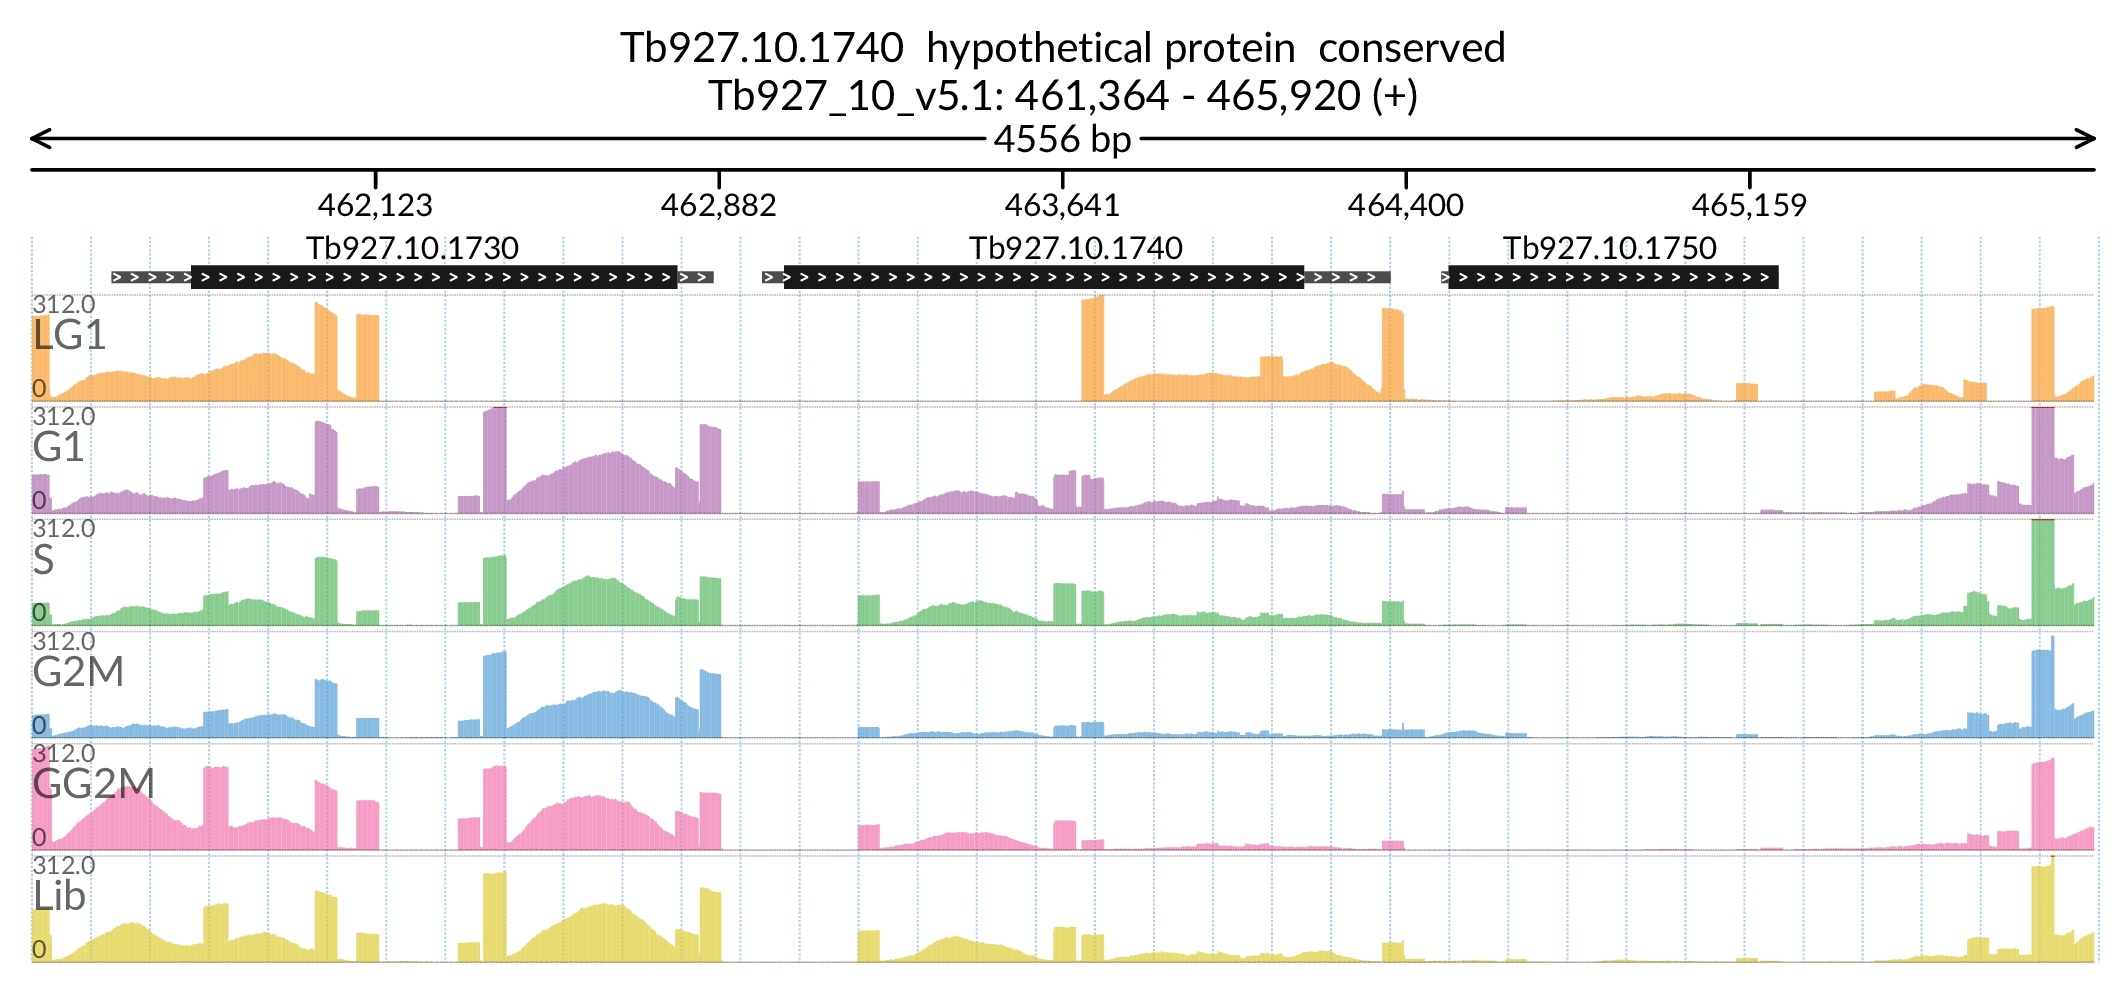 Tb927.10.1740 hypothetical protein conserved
Tb927_10_v5.1: 461,364 - 465,920 (+)
4556 bp
462,123 462,882 463,641 464,400 465,159
Tb927.10.1730 Tb927.10.1740 Tb927.10.1750
312.0
LG1
0
312.0
G1
0
312.0
S
0
312.0
G2M
0
312.0
GG2M
0
312.0
Lib
0